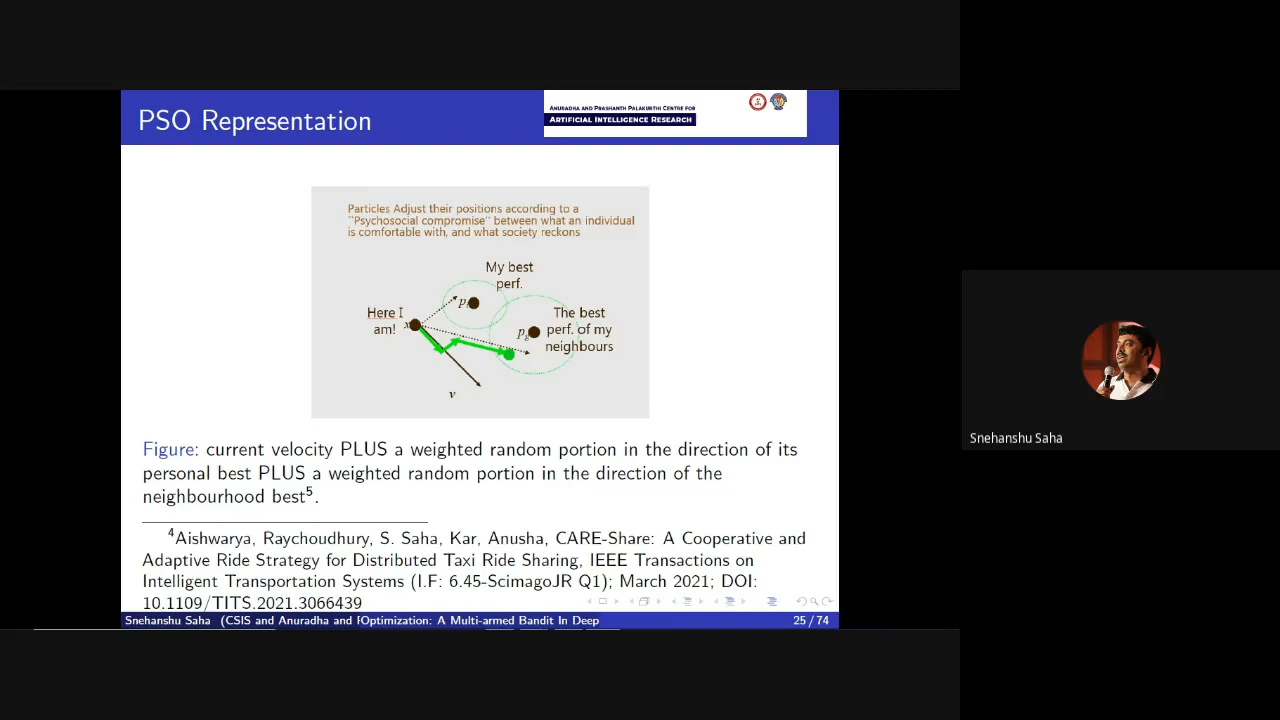 PSO Representation
ANURADHA AND PRASHANTH PALAKURTHI CENTRE FOR
ARTIFICIAL INTELLIGENCE RESEARCH
Particles Adjust their positions according to a
``Psychosocial compromise'' between what an individual
is comfortable with, and what society reckons
My best
perf.
Here I
am!
x
p
The best
perf. of my
neighbours
pg
v
Figure: current velocity PLUS a weighted random portion in the direction of its
personal best PLUS a weighted random portion in the direction of the
neighbourhood best5.
4Aishwarya, Raychoudhury, S. Saha, Kar, Anusha, CARE-Share: A Cooperative and
Adaptive Ride Strategy for Distributed Taxi Ride Sharing, IEEE Transactions on
Intelligent Transportation Systems (I.F: 6.45-ScimagoJR Q1); March 2021; DOI:
10.1109/TITS.2021.3066439
Snehanshu Saha (CSIS and Anuradha and Optimization: A Multi-armed Bandit In Deep 25 / 74
Snehanshu Saha